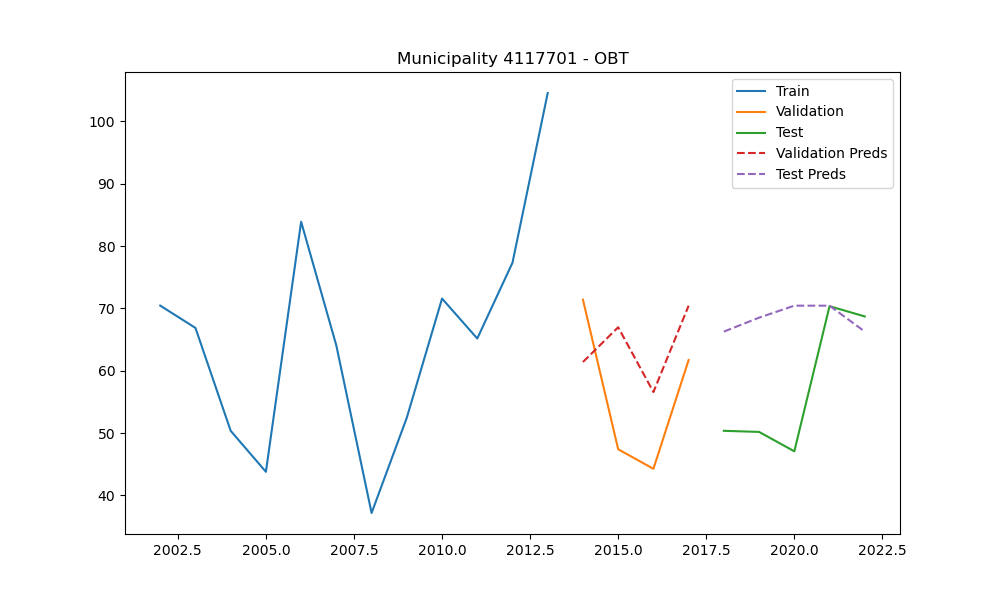 Municipality 4117701 - OBT
Train
Validation
Test
Validation Preds
Test Preds
100
90
80
70
60
50
40
2002.5 2005.0 2007.5 2010.0 2012.5 2015.0 2017.5 2020.0 2022.5